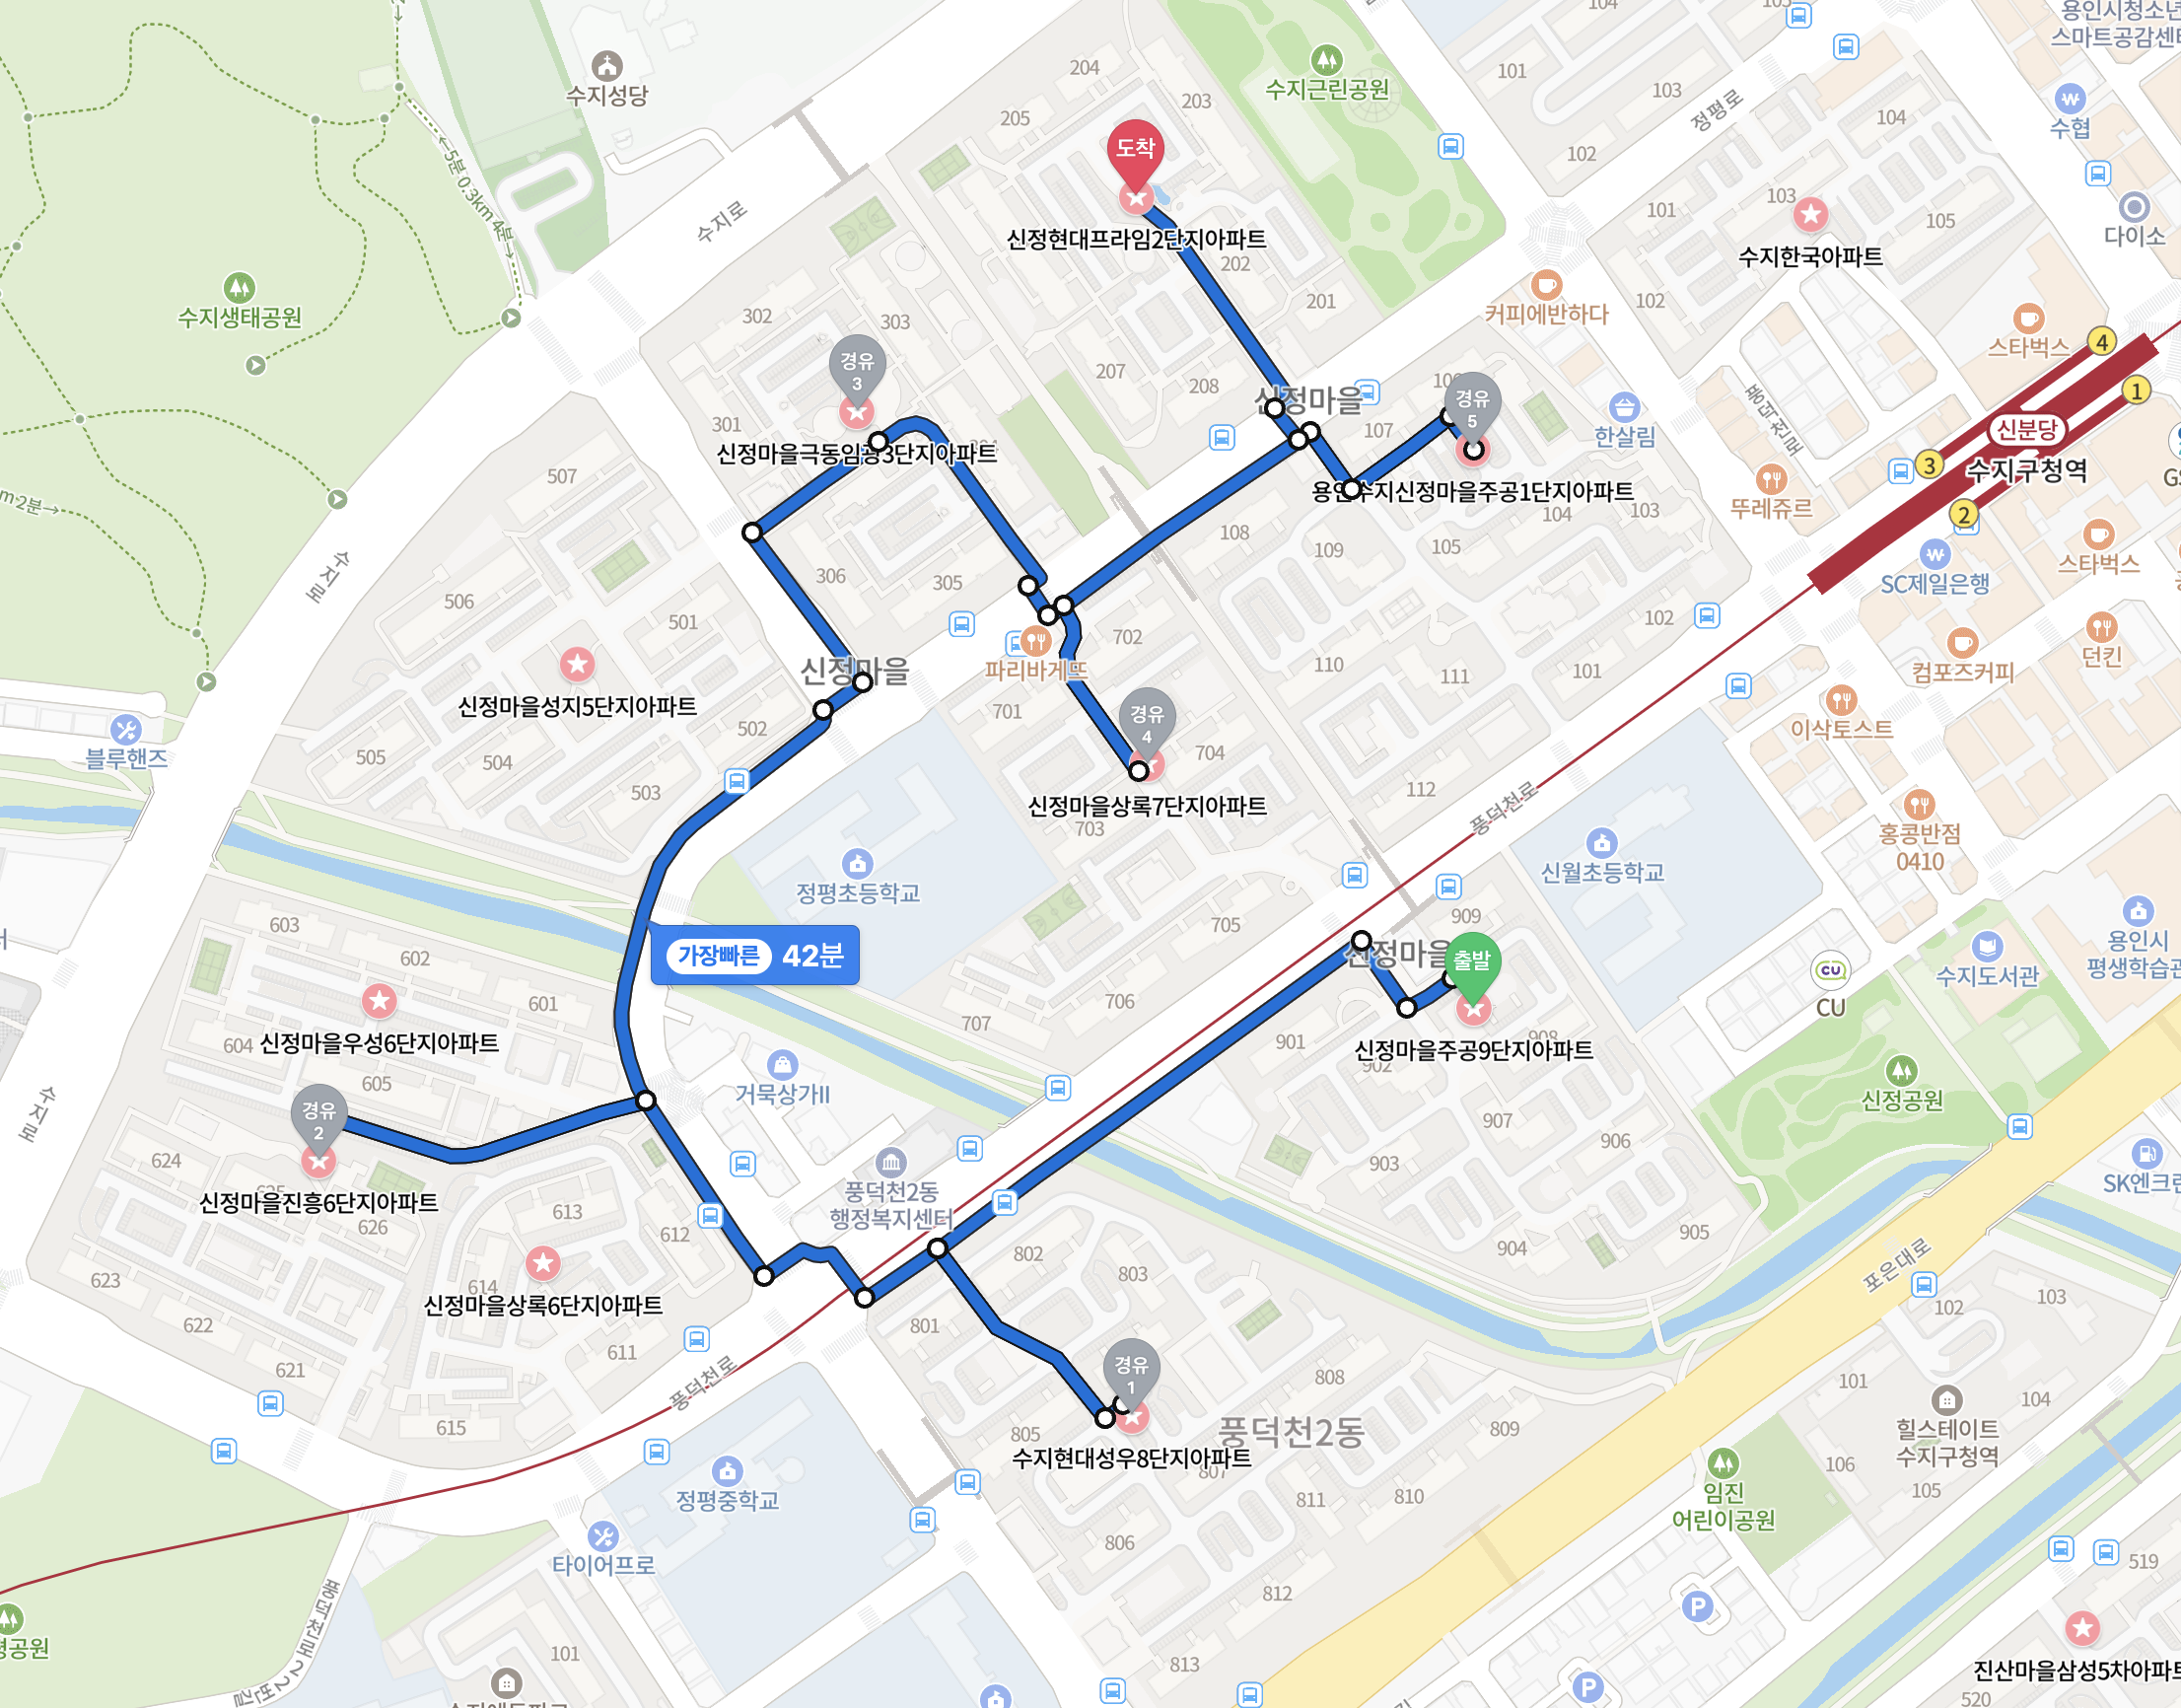 용인시청소년
스마트공감센터
수지성당
204
203
205
도착
수지근린공원
101
103
102
104
103
정평로
104
수협
103
101
105
수지한국아파트
102
다이소
←5분 0.3km 4분→
수지로
신정현대프라임2단지아파트
202
201
커피에반하다
수지생태공원
302
303
스타벅스
4
1
경유
3
301
신정마을극동임광3단지아파트
207
208
신정마을
107
경유
5
한살림
풍덕천로
신분당
수지구청역
3
2
507
m 2분→
용인수지신정마을주공1단지아파트
뚜레쥬르
108
104
103
109
105
SC제일은행
스타벅스
수지로
506
306
305
501
702
파리바게뜨
신정마을
110
102
111
101
컴포즈커피
던킨
신정마을성지5단지아파트
701
경유
4
704
이삭토스트
블루핸즈
505
504
502
503
신정마을상록7단지아파트
703
112
풍덕천로
홍콩반점
0410
정평초등학교
신월초등학교
603
602
705
909
가장빠른 42분
신정마을
출발
용인시
평생학습관
수지도서관
CU
601
706
707
604
신정마을우성6단지아파트
605
901
902
908
신정마을주공9단지아파트
거묵상가II
신정공원
수지로
경유
2
907
906
903
624
625
신정마을진흥6단지아파트
626
613
612
풍덕천2동
행정복지센터
SK엔크린
802
803
904
905
포은대로
623
614
신정마을상록6단지아파트
622
621
611
801
102
103
풍덕천로
경유
1
808
101
104
615
805
809
풍덕천2동
수지현대성우8단지아파트
807
힐스테이트
수지구청역
106
105
정평중학교
811
810
임진
어린이공원
타이어프로
806
519
812
풍덕천로22번길
101
813
P
P
진산마을삼성5차아파트
520